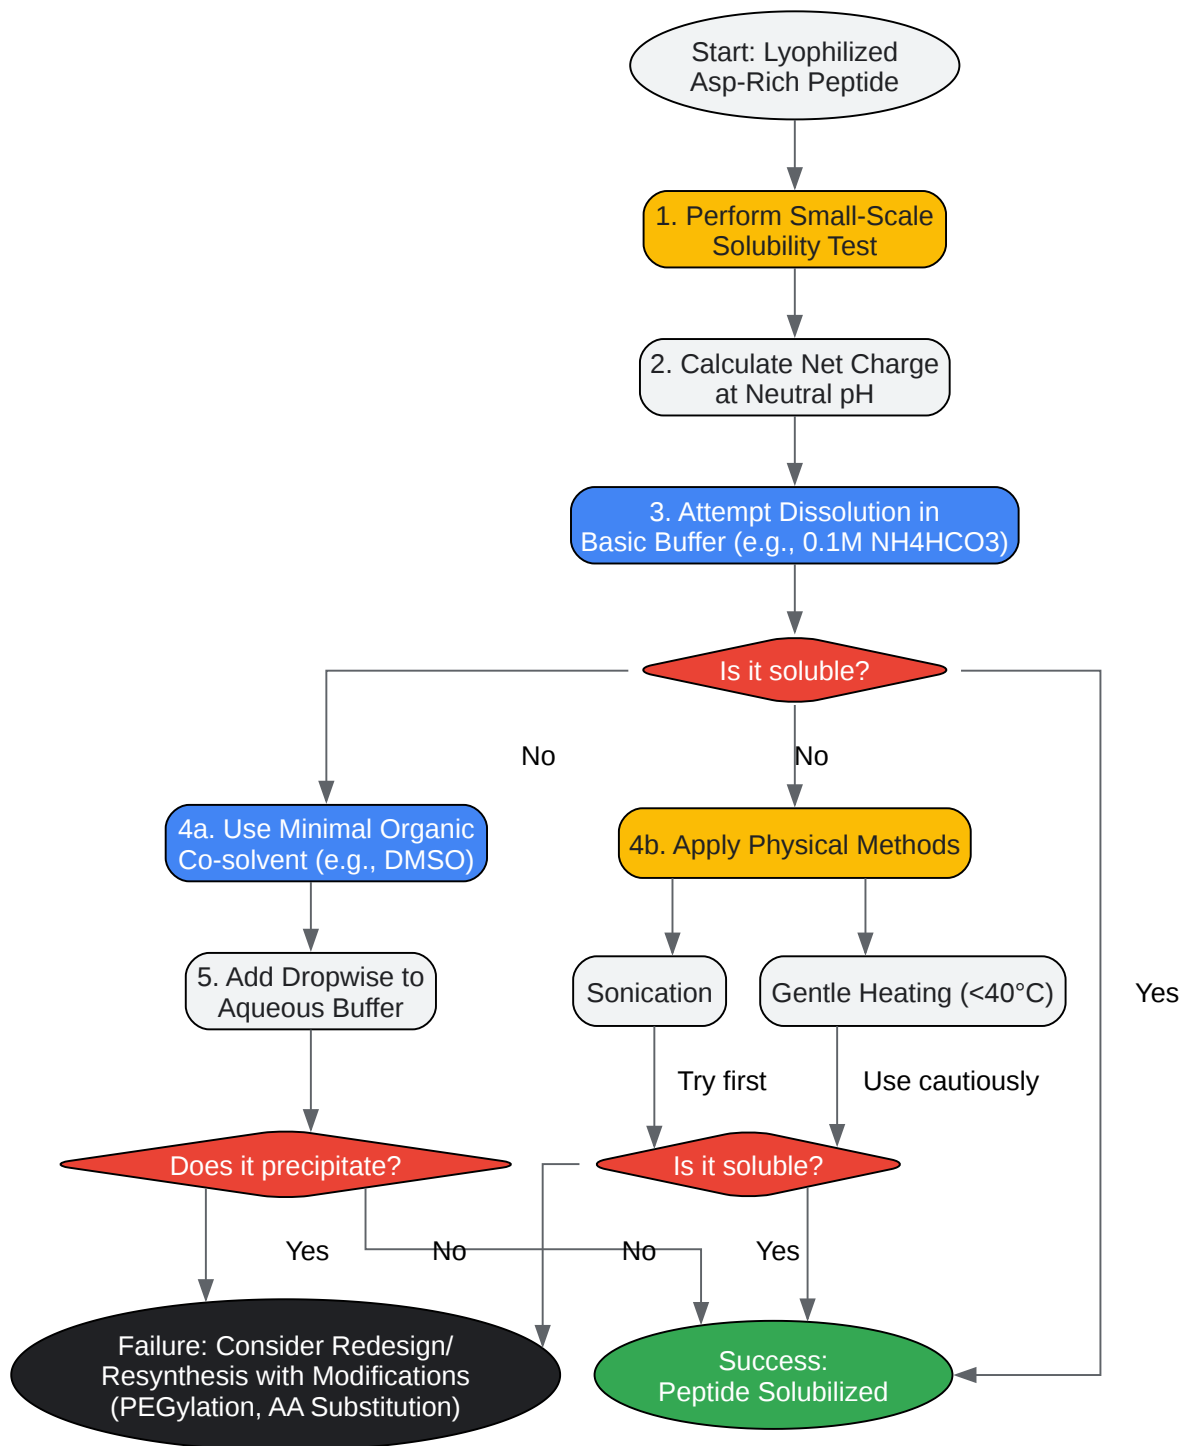 Start: Lyophilized
Asp-Rich Peptide
1. Perform Small-Scale
Solubility Test
2. Calculate Net Charge
at Neutral pH
3. Attempt Dissolution in
Basic Buffer (e.g., 0.1M NH4HCO3)
Is it soluble?
No
No
4a. Use Minimal Organic
Co-solvent (e.g., DMSO)
4b. Apply Physical Methods
5. Add Dropwise to
Aqueous Buffer
Sonication
Gentle Heating (<40°C)
Yes
Try first
Use cautiously
Does it precipitate?
Is it soluble?
Yes
No
No
Yes
Failure: Consider Redesign/
Resynthesis with Modifications
(PEGylation, AA Substitution)
Success:
Peptide Solubilized